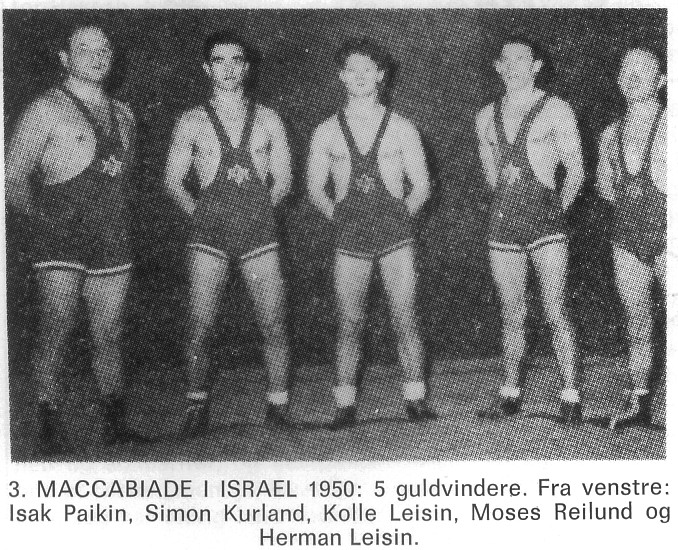 3. MACCABIADE I ISRAEL 1950: 5 guldvindere. Fra venstre:
Isak Paikin, Simon Kurland, Kolle Leisin, Moses Reilund og
Herman Leisin.